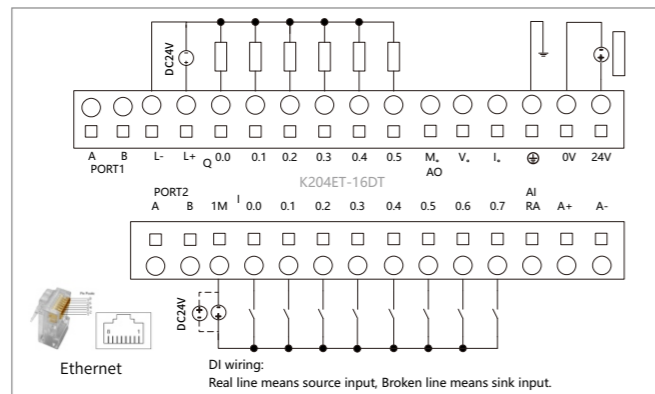 DC24V
A B L- L+ Q 0.0 0.1 0.2 0.3 0.4 0.5 M. V. I. 0V 24V
PORT1 AO
K204ET-16DT
PORT2 AI
A B 1M I 0.0 0.1 0.2 0.3 0.4 0.5 0.6 0.7 RA A+ A-
DC24V
8 1
Ethernet
DI wiring:
Real line means source input, Broken line means sink input.